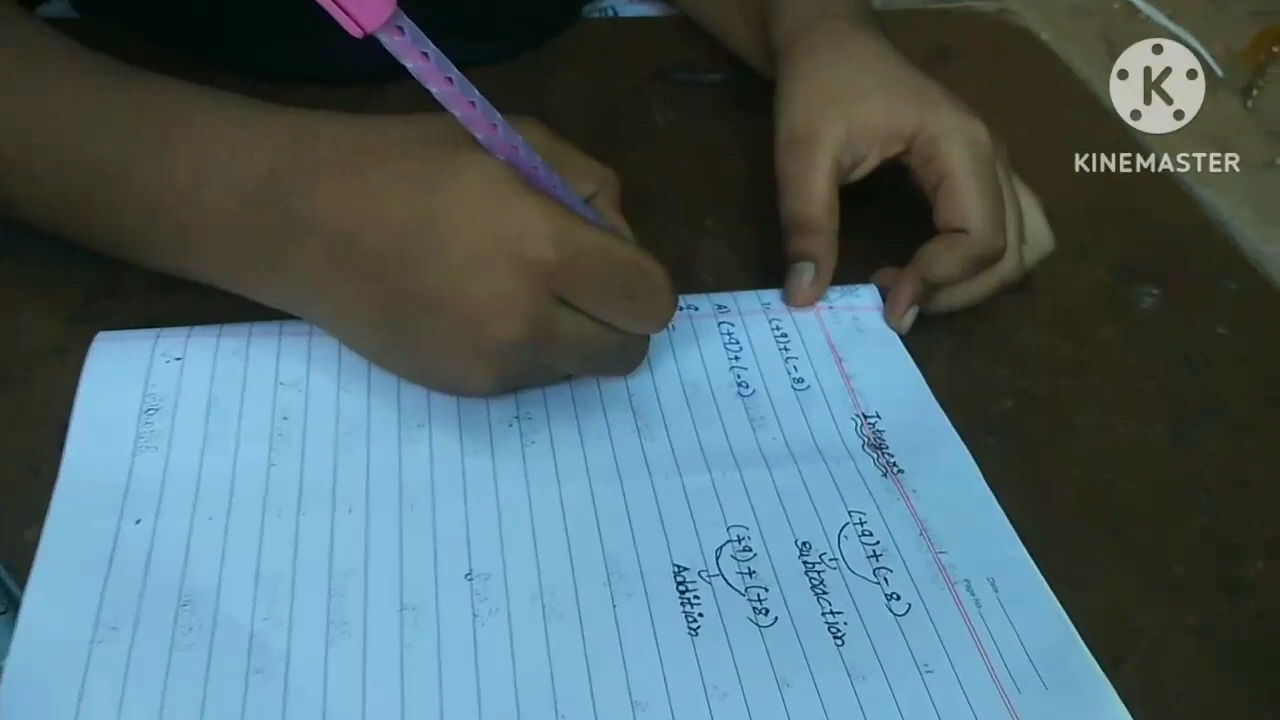 KINEMASTER
Integers
1. (+9)+(-8)
A) (+9)+(-8)
(+9)+(-8)
subtraction
(+9)+(+8)
Addition